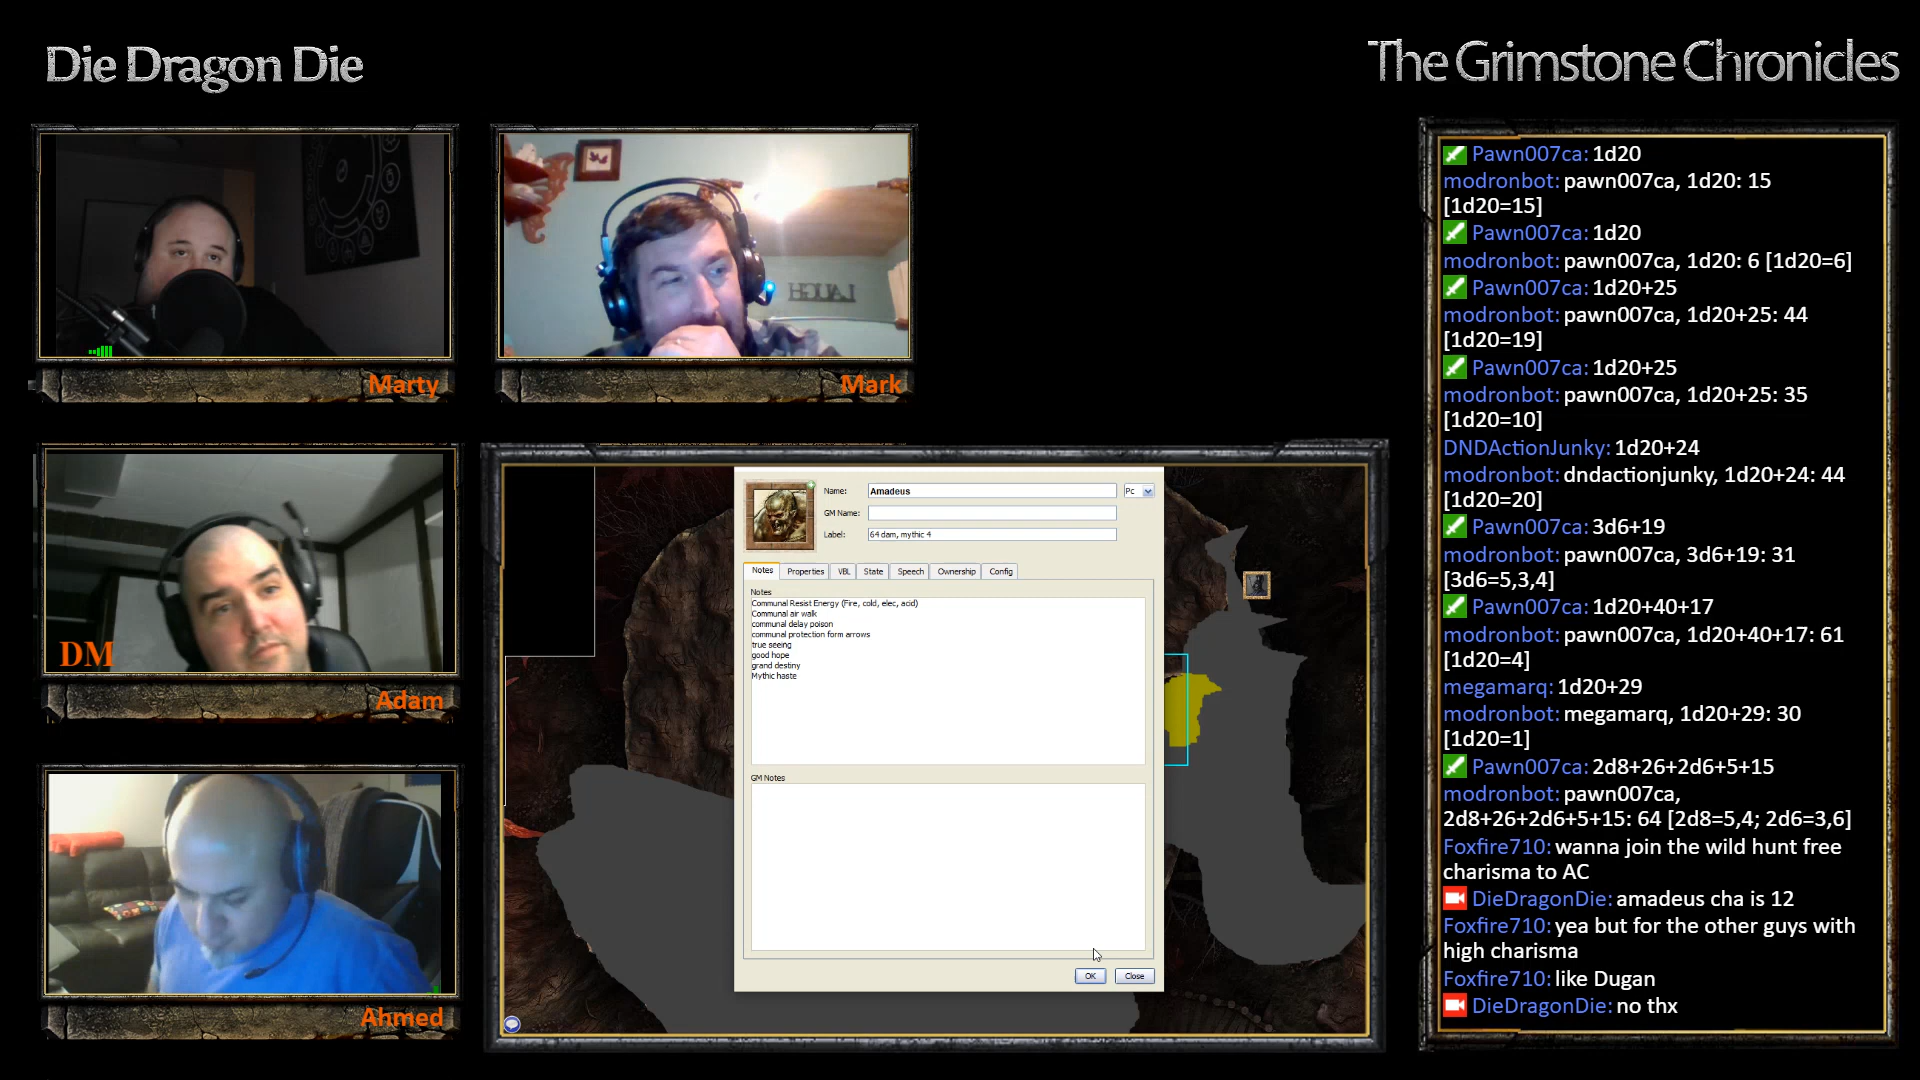 Die Dragon Die
The Grimstone Chronicles
Marty
LAUGH
Mark
DM
Adam
Ahmed
Name:
Amadeus
Pc
GM Name:
Label:
64 dam, mythic 4
Notes
Properties
VBL
State
Speech
Ownership
Config
Notes
Communal Resist Energy (Fire, cold, elec, acid)
Communal air walk
communal delay poison
communal protection form arrows
true seeing
good hope
grand destiny
Mythic haste
GM Notes
OK
Close
Pawn007ca: 1d20
modronbot: pawn007ca, 1d20: 15
[1d20=15]
Pawn007ca: 1d20
modronbot: pawn007ca, 1d20: 6 [1d20=6]
Pawn007ca: 1d20+25
modronbot: pawn007ca, 1d20+25: 44
[1d20=19]
Pawn007ca: 1d20+25
modronbot: pawn007ca, 1d20+25: 35
[1d20=10]
DNDActionJunky: 1d20+24
modronbot: dndactionjunky, 1d20+24: 44
[1d20=20]
Pawn007ca: 3d6+19
modronbot: pawn007ca, 3d6+19: 31
[3d6=5,3,4]
Pawn007ca: 1d20+40+17
modronbot: pawn007ca, 1d20+40+17: 61
[1d20=4]
megamarq: 1d20+29
modronbot: megamarq, 1d20+29: 30
[1d20=1]
Pawn007ca: 2d8+26+2d6+5+15
modronbot: pawn007ca,
2d8+26+2d6+5+15: 64 [2d8=5,4; 2d6=3,6]
Foxfire710: wanna join the wild hunt free
charisma to AC
DieDragonDie: amadeus cha is 12
Foxfire710: yea but for the other guys with
high charisma
Foxfire710: like Dugan
DieDragonDie: no thx